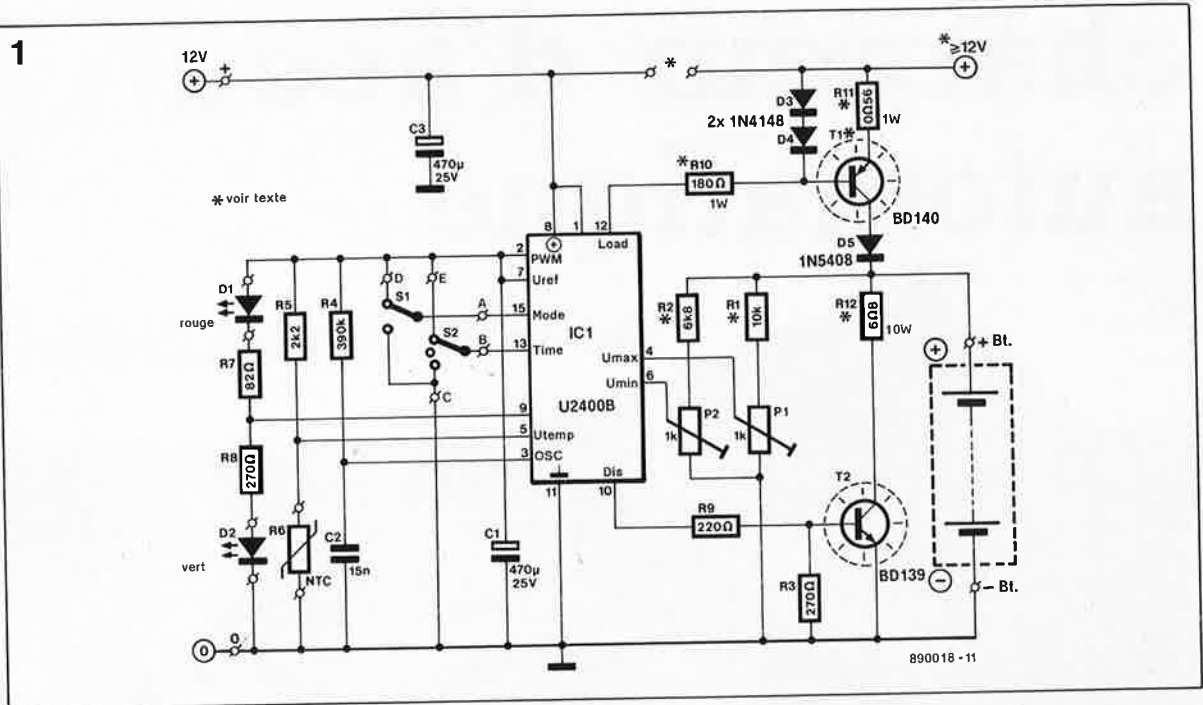 1
12V
+
*
* ≥12V
+
D3
2x 1N4148
D4
R11
*
0Ω56
1W
T1*
C3
470µ
25V
* voir texte
*R10
180Ω
1W
BD140
D5
1N5408
8
1
12
+
Load
2
PWM
7
Uref
15
Mode
13
Time
IC1
U2400B
Umax
4
Umin
6
9
5
Utemp
3
OSC
11
Dis
10
D1
rouge
R5
2k2
R4
390k
D
E
S1
A
S2
B
C
R7
82Ω
R8
270Ω
D2
vert
R6
NTC
C2
15n
C1
470µ
25V
R2
*
6k8
R1
*
10k
R12
*
6Ω8
10W
P2
1k
P1
1k
+
+ Bt.
R9
220Ω
T2
BD139
R3
270Ω
−
− Bt.
0
0
890018 - 11